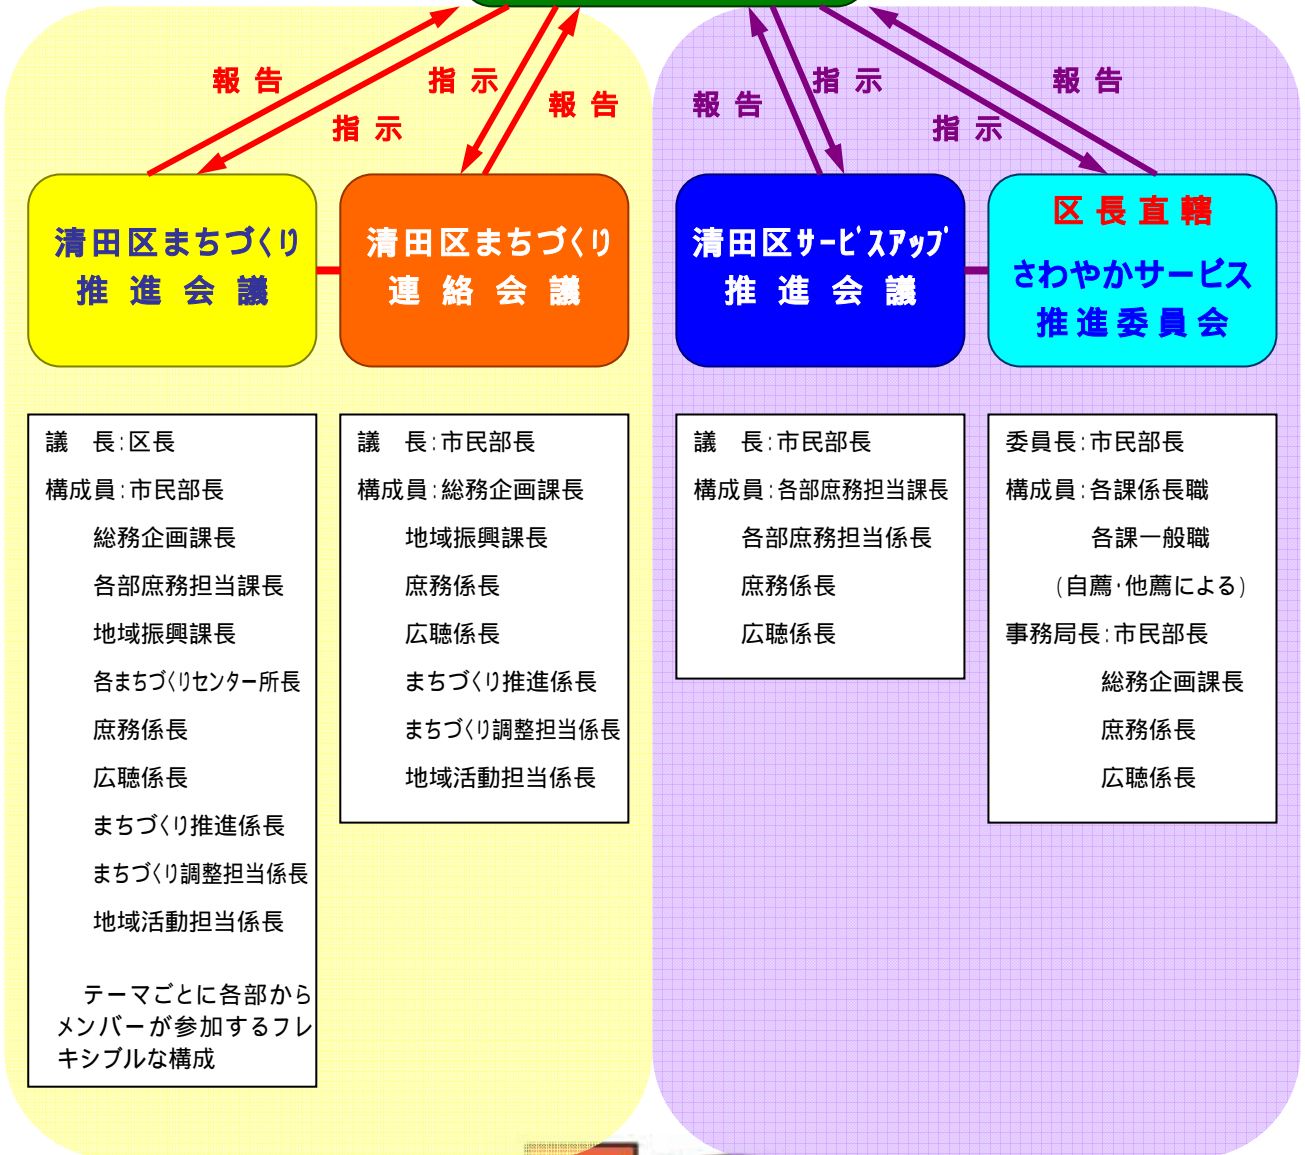 報告
指示
指示
報告
報告
指示
指示
報告
清田区まちづくり
推進会議
清田区まちづくり
連絡会議
清田区サービスアップ
推進会議
区長直轄
さわやかサービス
推進委員会
議　長：区長
構成員：市民部長
総務企画課長
各部庶務担当課長
地域振興課長
各まちづくりセンター所長
庶務係長
広聴係長
まちづくり推進係長
まちづくり調整担当係長
地域活動担当係長
テーマごとに各部から
メンバーが参加するフレ
キシブルな構成
議　長：市民部長
構成員：総務企画課長
地域振興課長
庶務係長
広聴係長
まちづくり推進係長
まちづくり調整担当係長
地域活動担当係長
議　長：市民部長
構成員：各部庶務担当課長
各部庶務担当係長
庶務係長
広聴係長
委員長：市民部長
構成員：各課係長職
各課一般職
（自薦・他薦による）
事務局長：市民部長
総務企画課長
庶務係長
広聴係長